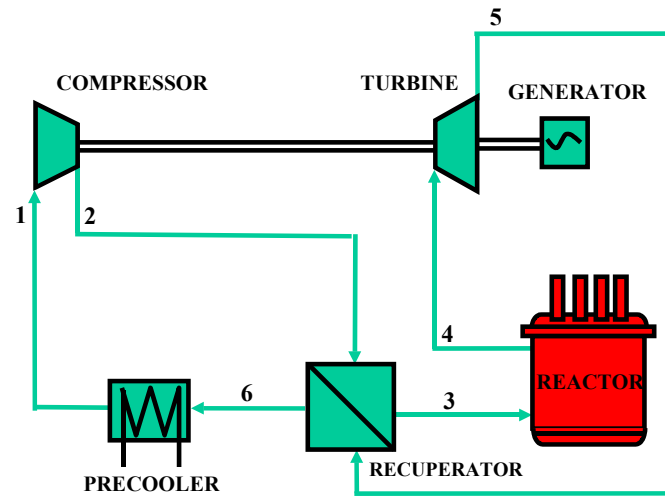 5
COMPRESSOR
TURBINE
GENERATOR
1
2
4
REACTOR
6
3
RECUPERATOR
PRECOOLER